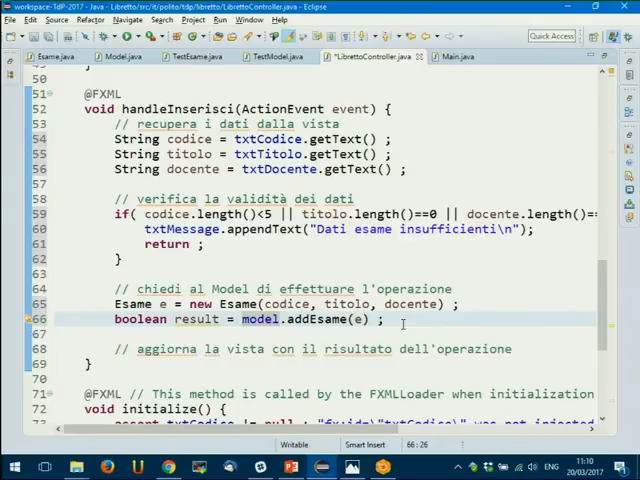 workspace-TdP-2017 - Java - Libretto/src/it/polito/tdp/libretto/LibrettoController.java - Eclipse
File Edit Source Refactor Navigate Search Project Run Window Help
Quick Access
Esame.java Model.java TestEsame.java TestModel.java *LibrettoController.java Main.java
50
51 @FXML
52 void handleInserisci(ActionEvent event) {
53 // recupera i dati dalla vista
54 String codice = txtCodice.getText() ;
55 String titolo = txtTitolo.getText() ;
56 String docente = txtDocente.getText() ;
57
58 // verifica la validità dei dati
59 if( codice.length()<5 || titolo.length()==0 || docente.length()==
60 txtMessage.appendText("Dati esame insufficienti\n");
61 return ;
62 }
63
64 // chiedi al Model di effettuare l'operazione
65 Esame e = new Esame(codice, titolo, docente) ;
66 boolean result = model.addEsame(e) ;
67
68 // aggiorna la vista con il risultato dell'operazione
69 }
70
71 @FXML // This method is called by the FXMLLoader when initialization
72 void initialize() {
Writable Smart Insert 66 : 26
11:10
20/03/2017